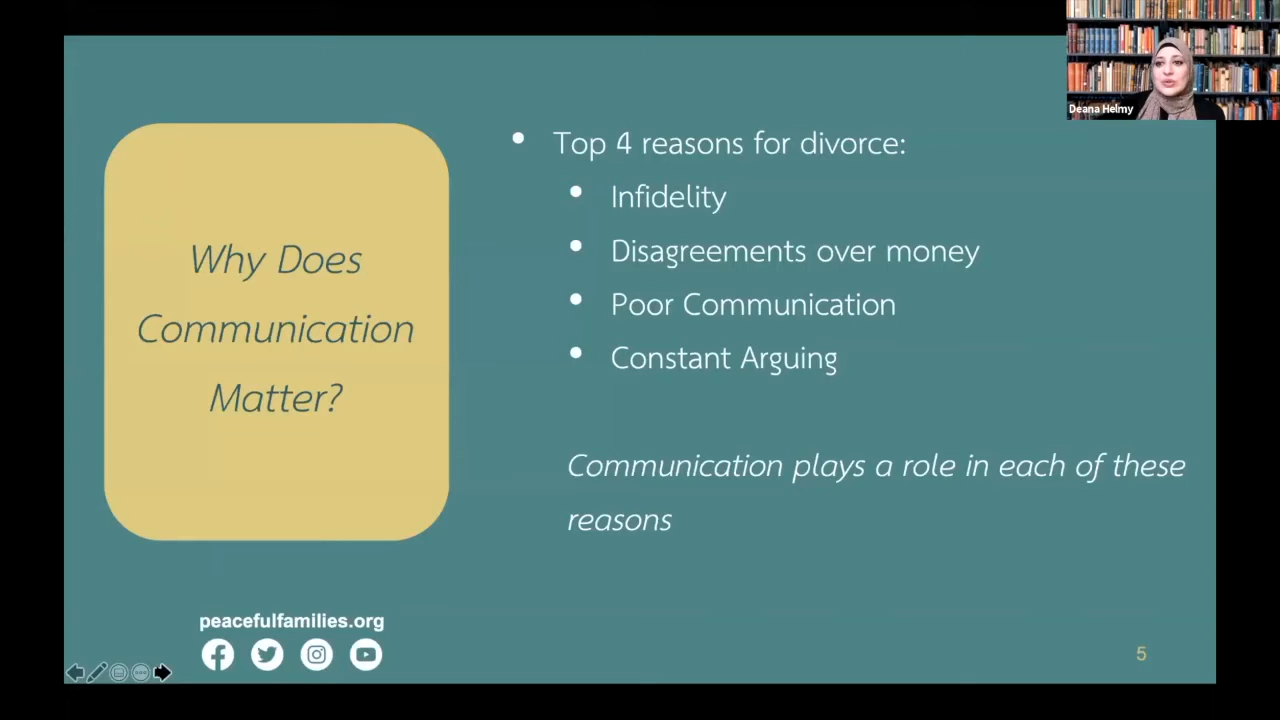 Deana Helmy
Why Does
Communication
Matter?
• Top 4 reasons for divorce:
• Infidelity
• Disagreements over money
• Poor Communication
• Constant Arguing
Communication plays a role in each of these
reasons
peacefulfamilies.org
5